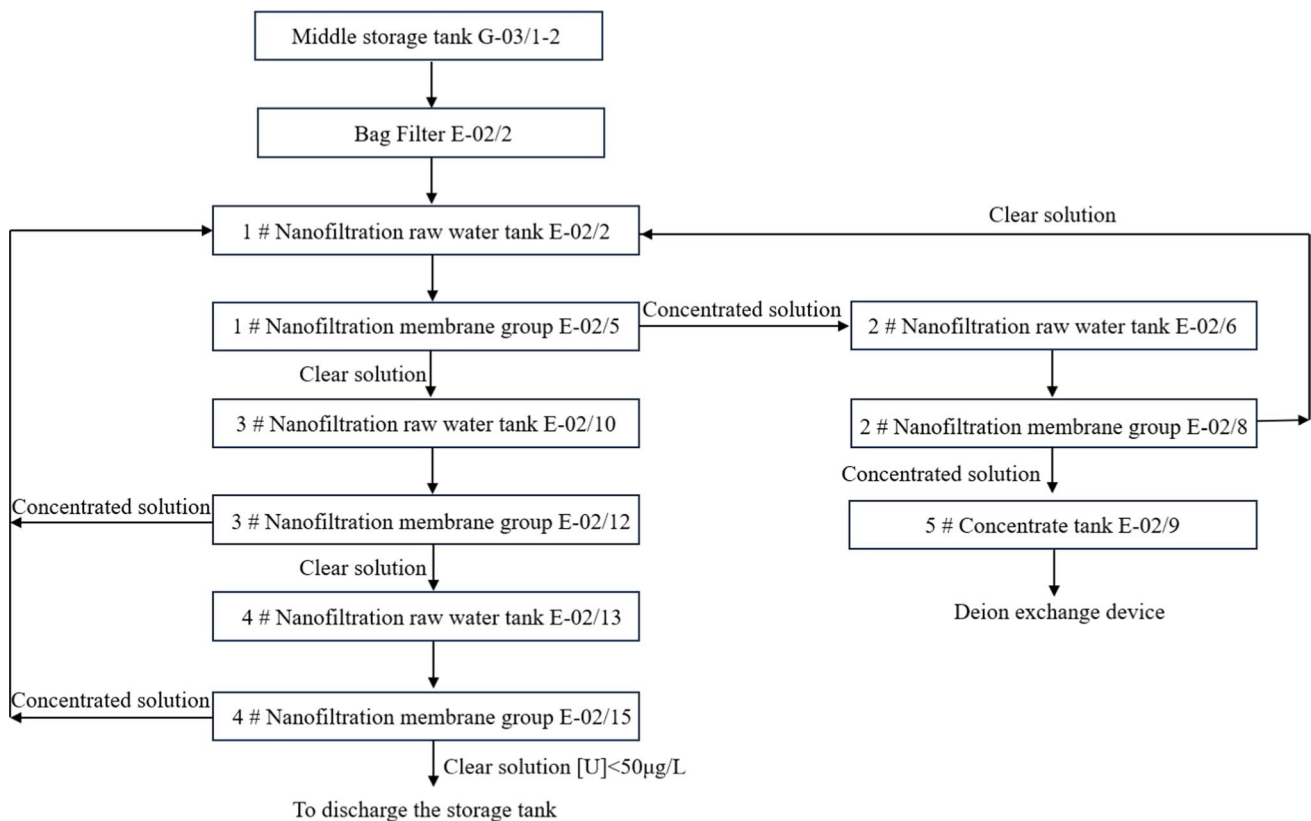 Middle storage tank G-03/1-2
Bag Filter E-02/2
1 # Nanofiltration raw water tank E-02/2
Clear solution
1 # Nanofiltration membrane group E-02/5
Concentrated solution
2 # Nanofiltration raw water tank E-02/6
Clear solution
3 # Nanofiltration raw water tank E-02/10
2 # Nanofiltration membrane group E-02/8
Concentrated solution
Concentrated solution
3 # Nanofiltration membrane group E-02/12
5 # Concentrate tank E-02/9
Clear solution
4 # Nanofiltration raw water tank E-02/13
Deion exchange device
Concentrated solution
4 # Nanofiltration membrane group E-02/15
Clear solution [U]<50μg/L
To discharge the storage tank